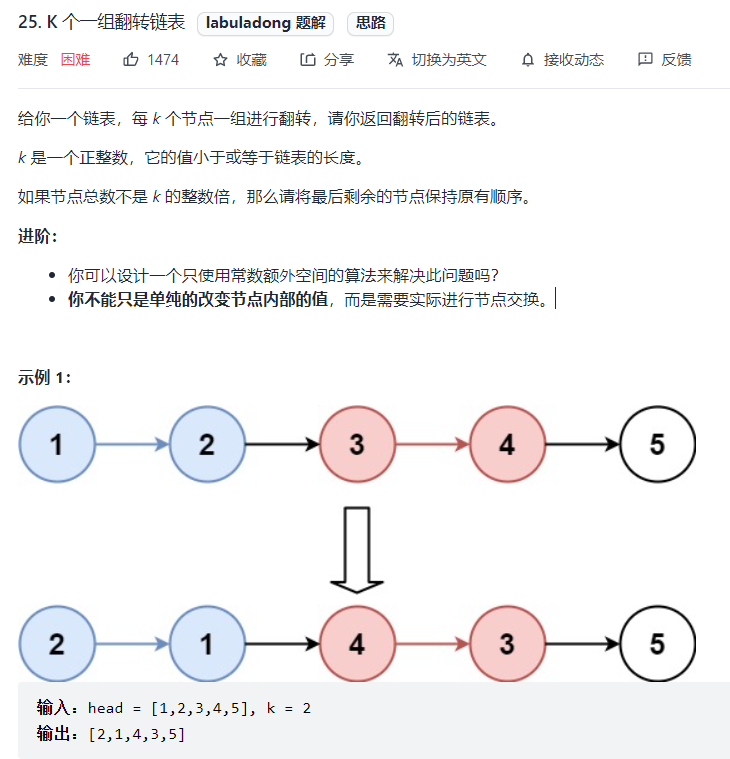 25. K 个一组翻转链表 labuladong 题解 思路
难度 困难 1474 收藏 分享 切换为英文 接收动态 反馈
给你一个链表，每 k 个节点一组进行翻转，请你返回翻转后的链表。
k 是一个正整数，它的值小于或等于链表的长度。
如果节点总数不是 k 的整数倍，那么请将最后剩余的节点保持原有顺序。
进阶：
你可以设计一个只使用常数额外空间的算法来解决此问题吗？
你不能只是单纯的改变节点内部的值，而是需要实际进行节点交换。
示例 1：
1 2 3 4 5
2 1 4 3 5
输入：head = [1,2,3,4,5], k = 2
输出：[2,1,4,3,5]